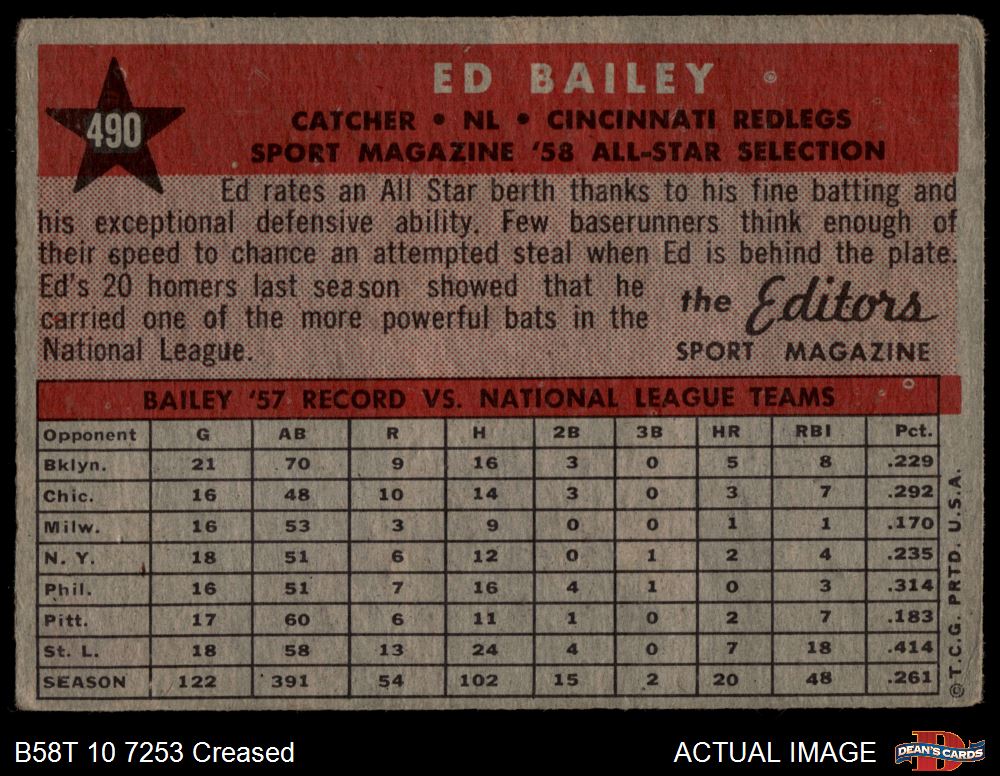 490
ED BAILEY
CATCHER • NL • CINCINNATI REDLEGS
SPORT MAGAZINE '58 ALL-STAR SELECTION
Ed rates an All Star berth thanks to his fine batting and
his exceptional defensive ability. Few baserunners think enough of
their speed to chance an attempted steal when Ed is behind the plate.
Ed's 20 homers last season showed that he
carried one of the more powerful bats in the
National League.
the Editors
SPORT MAGAZINE
BAILEY '57 RECORD VS. NATIONAL LEAGUE TEAMS
Opponent G AB R H 2B 3B HR RBI Pct.
Bklyn. 21 70 9 16 3 0 5 8 .229
Chic. 16 48 10 14 3 0 3 7 .292
Milw. 16 53 3 9 0 0 1 1 .170
N. Y. 18 51 6 12 0 1 2 4 .235
Phil. 16 51 7 16 4 1 0 3 .314
Pitt. 17 60 6 11 1 0 2 7 .183
St. L. 18 58 13 24 4 0 7 18 .414
SEASON 122 391 54 102 15 2 20 48 .261
© T.C.G. PRTD. U.S.A.
B58T 10 7253 Creased
ACTUAL IMAGE
DEAN'S CARDS